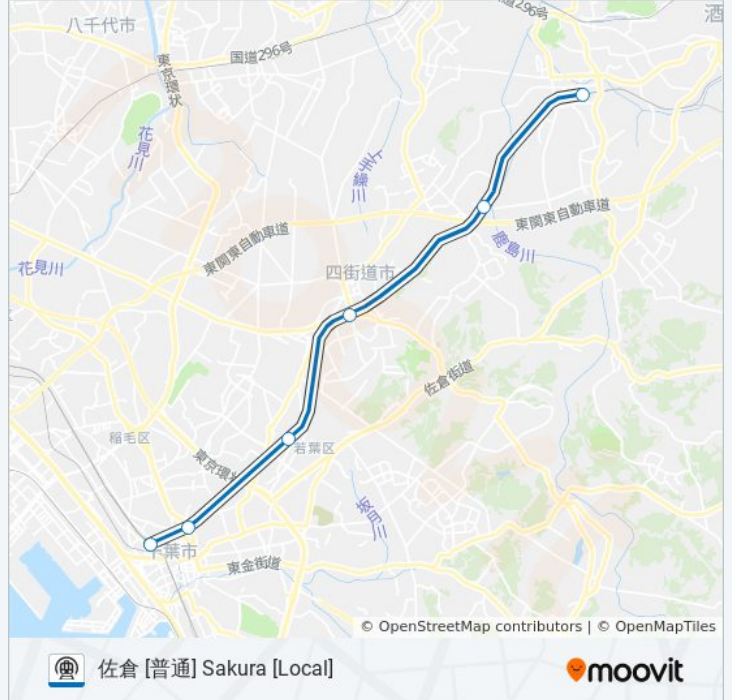 酒
国道296号
八千代市
国道296号
東京環状
花見川
手繰川
東関東自動車道
東関東自動車道
鹿島川
花見川
四街道市
佐倉街道
稲毛区
若葉区
東京環状
坂月川
千葉市
東金街道
© OpenStreetMap contributors | © OpenMapTiles
佐倉 [普通] Sakura [Local]
moovit